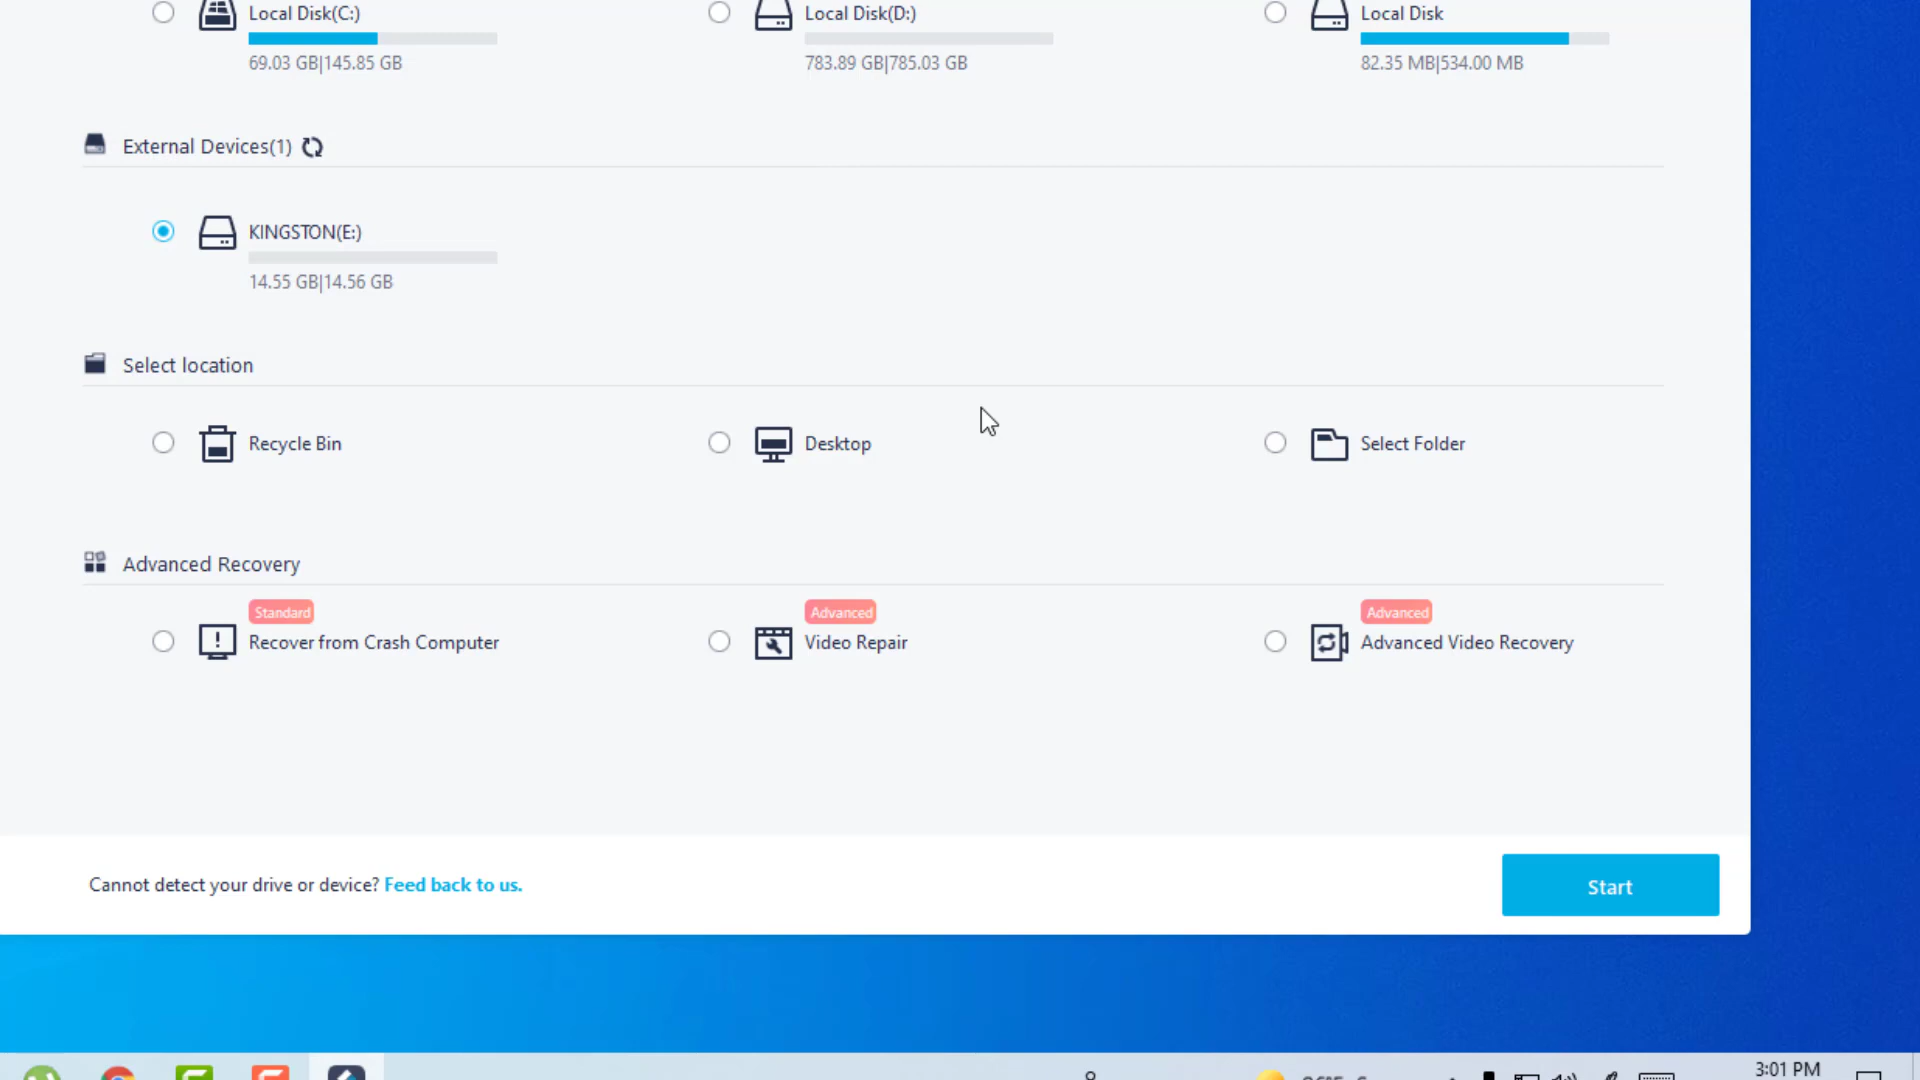 Local Disk(C:)
Local Disk(D:)
Local Disk
69.03 GB|145.85 GB
783.89 GB|785.03 GB
82.35 MB|534.00 MB
External Devices(1)
KINGSTON(E:)
14.55 GB|14.56 GB
Select location
Recycle Bin
Desktop
Select Folder
Advanced Recovery
Standard
Advanced
Advanced
Recover from Crash Computer
Video Repair
Advanced Video Recovery
Cannot detect your drive or device? Feed back to us.
Start
3:01 PM